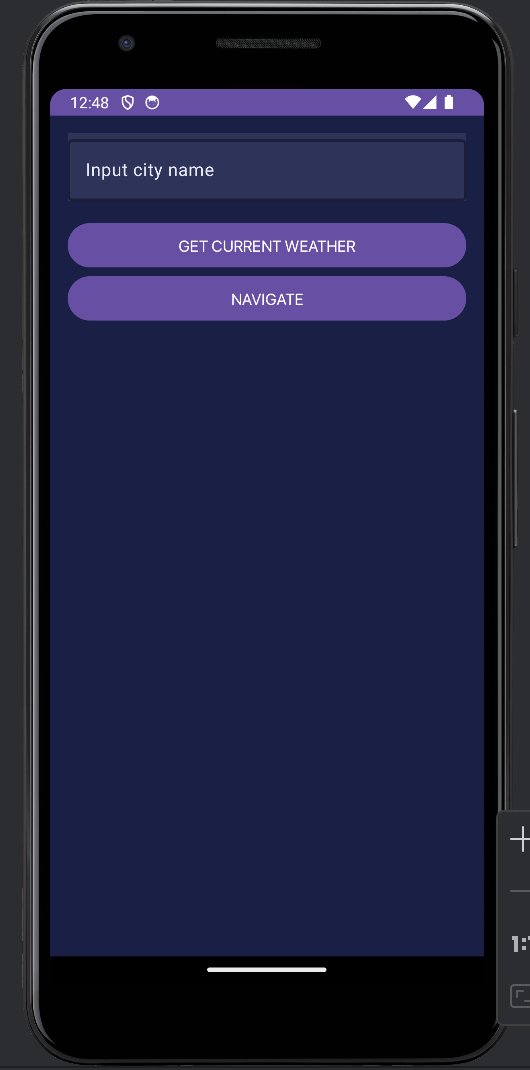 12:48
Input city name
GET CURRENT WEATHER
NAVIGATE